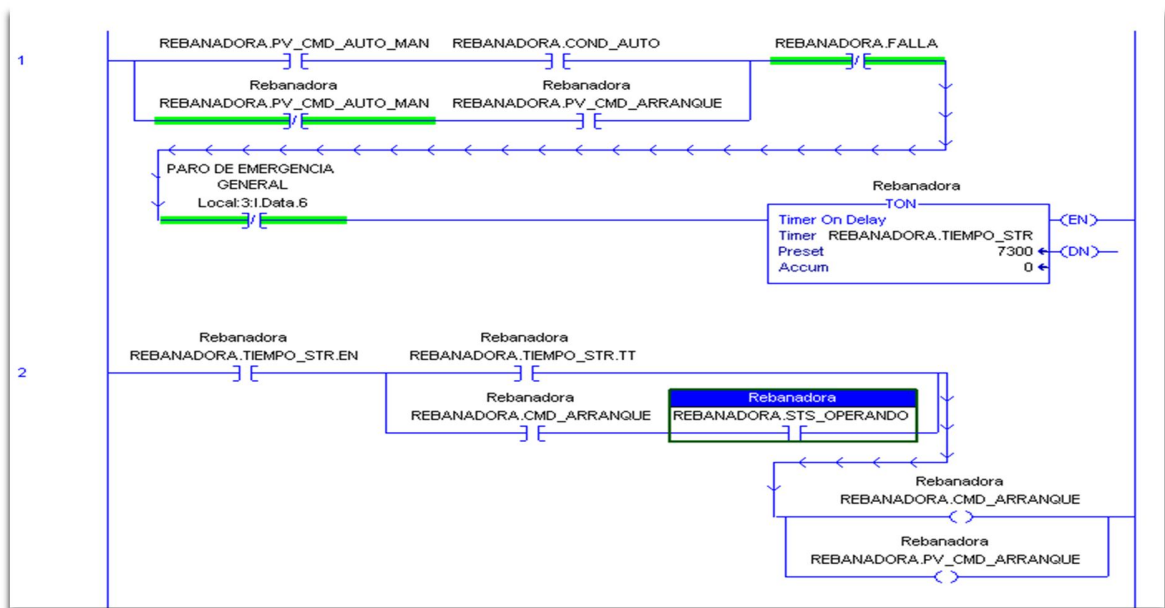 1
REBANADORA.PV_CMD_AUTO_MAN REBANADORA.COND_AUTO REBANADORA.FALLA
Rebanadora Rebanadora
REBANADORA.PV_CMD_AUTO_MAN REBANADORA.PV_CMD_ARRANQUE
PARO DE EMERGENCIA
GENERAL
Local:3:I.Data.6
Rebanadora
TON
Timer On Delay
Timer REBANADORA.TIEMPO_STR
Preset 7300
Accum 0
EN
DN
2
Rebanadora Rebanadora
REBANADORA.TIEMPO_STR.EN REBANADORA.TIEMPO_STR.TT
Rebanadora Rebanadora
REBANADORA.CMD_ARRANQUE REBANADORA.STS_OPERANDO
Rebanadora
REBANADORA.CMD_ARRANQUE
Rebanadora
REBANADORA.PV_CMD_ARRANQUE